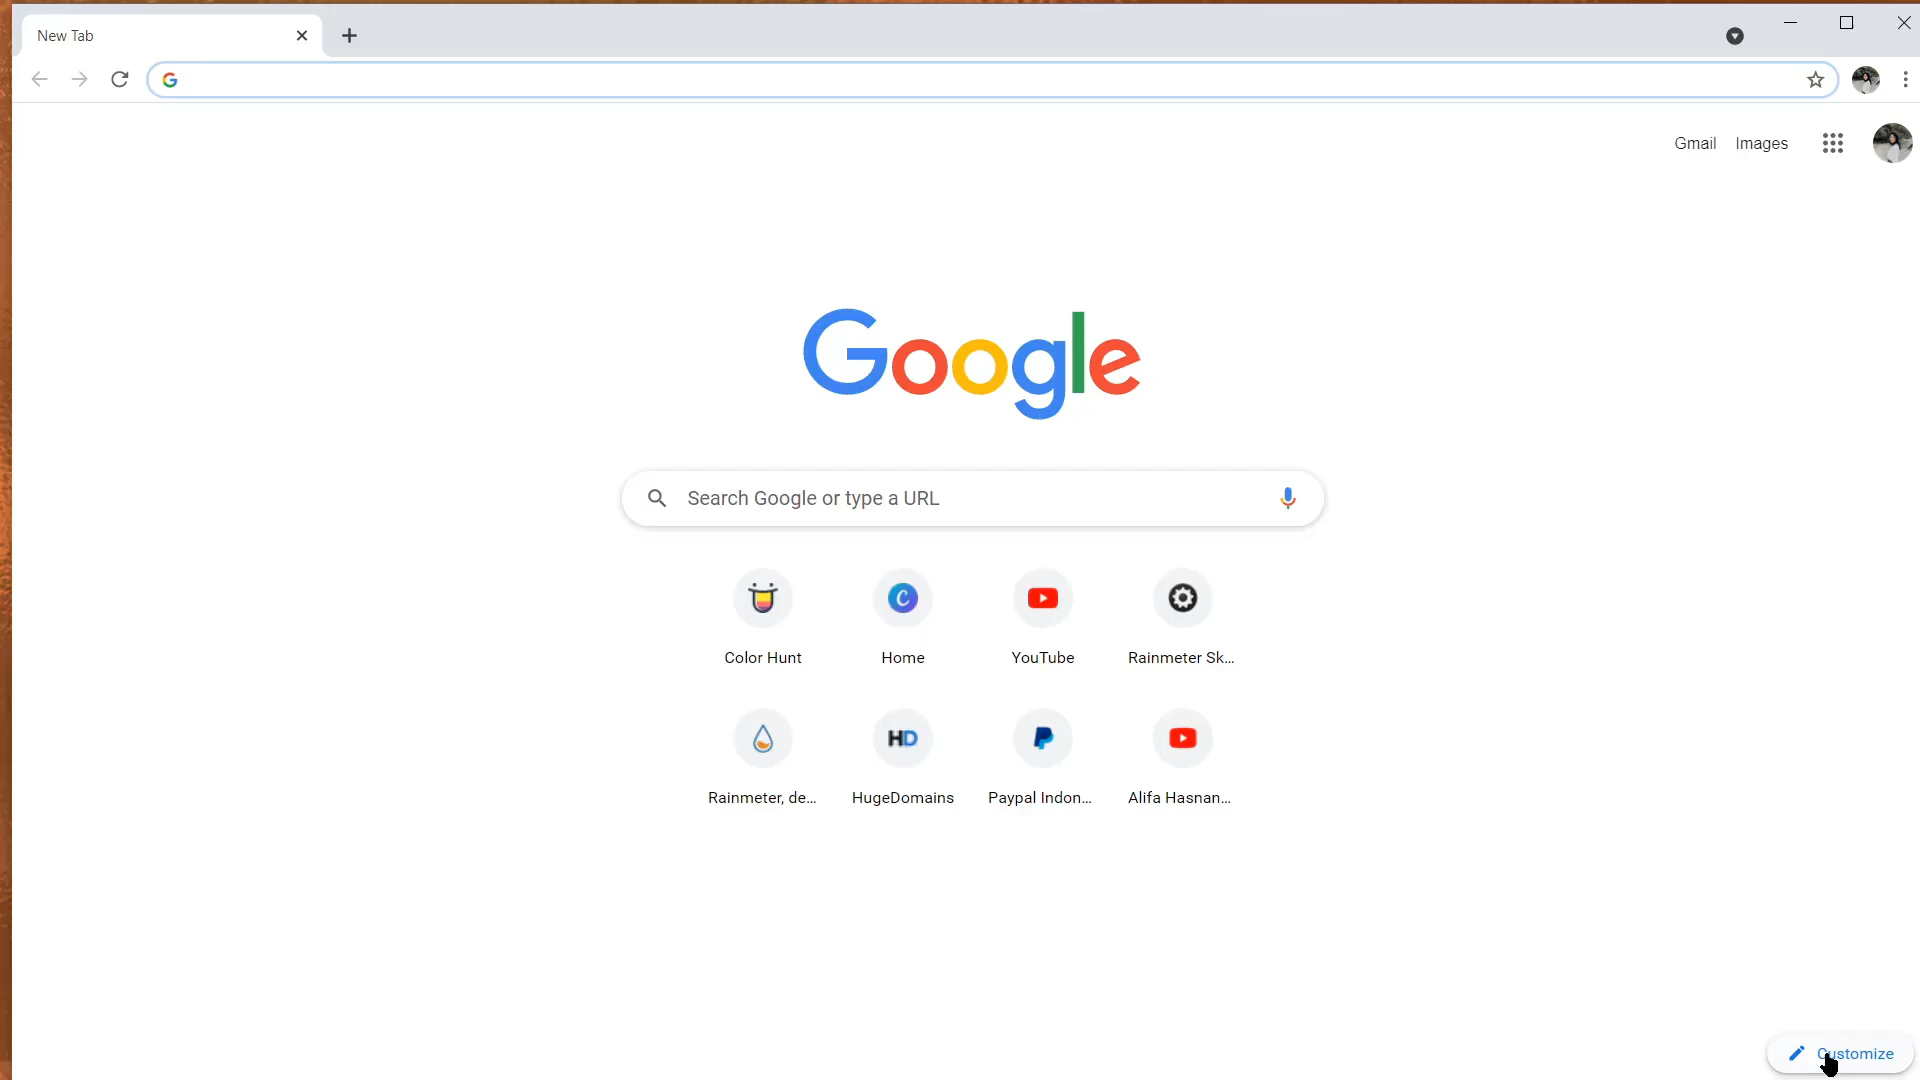 New Tab
Gmail Images
Google
Search Google or type a URL
Color Hunt Home YouTube Rainmeter Sk...
HD
Rainmeter, de... HugeDomains Paypal Indon... Alifa Hasnan...
Customize